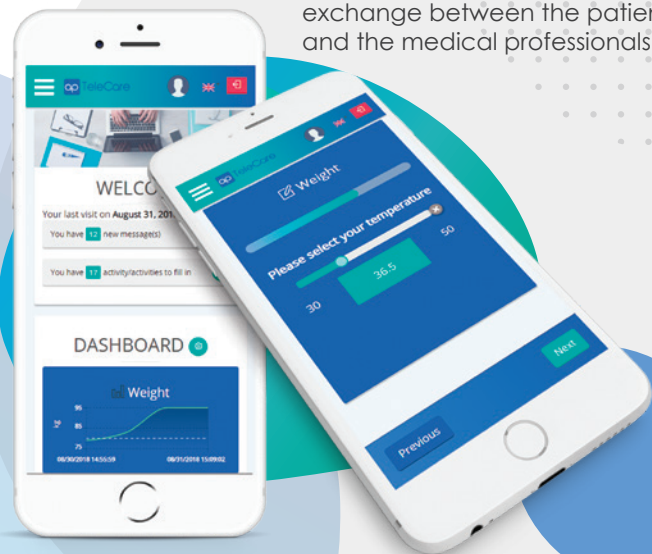 exchange between the
and the medical professionals
ap TeleCare
WELCO
Your last visit on August 31,
You have 12 new message(s)
You have 17 activity/activities to fill in
DASHBOARD
Weight
kg
95
85
75
08/30/2018 14:55:59
08/31/2018 15:09:02
ap TeleCare
Weight
Please select your temperature
30
36.5
50
Previous
Next